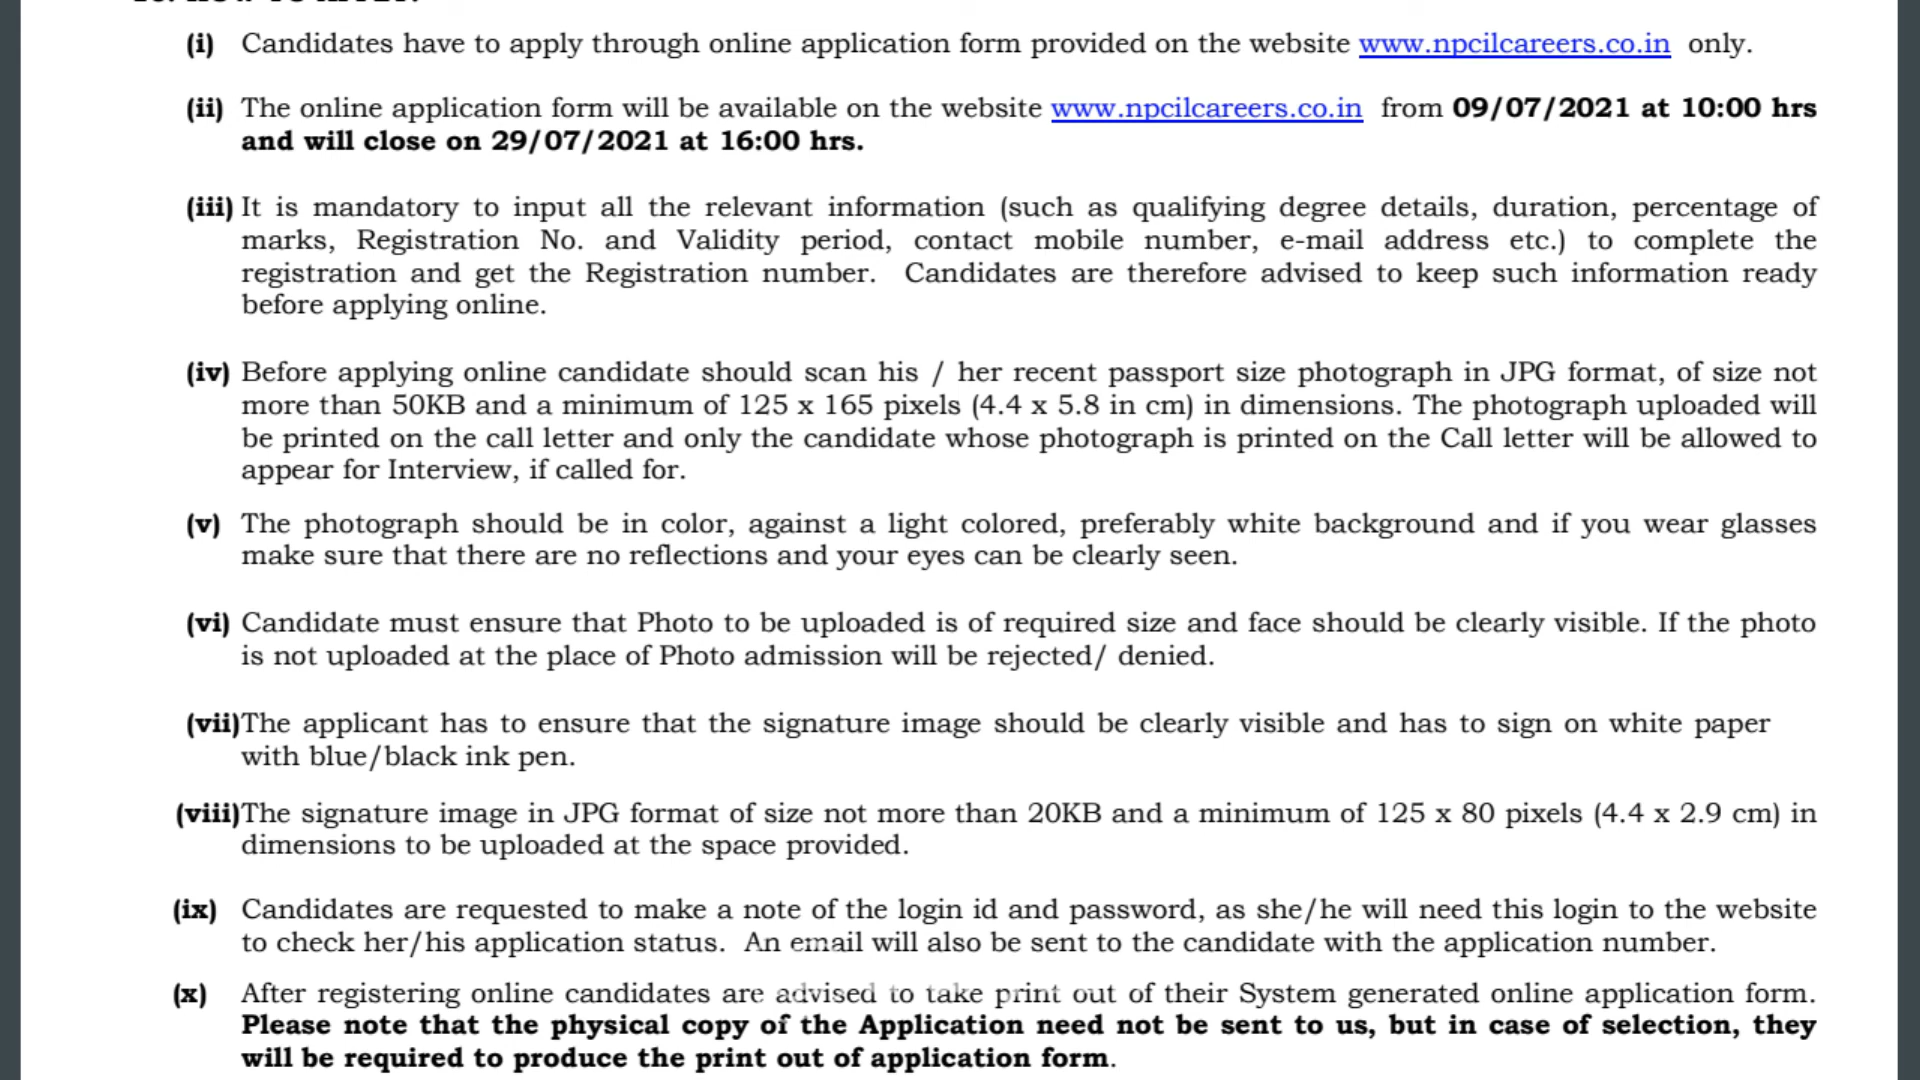 (i) Candidates have to apply through online application form provided on the website www.npcilcareers.co.in only.
(ii) The online application form will be available on the website www.npcilcareers.co.in from 09/07/2021 at 10:00 hrs
and will close on 29/07/2021 at 16:00 hrs.
(iii) It is mandatory to input all the relevant information (such as qualifying degree details, duration, percentage of
marks, Registration No. and Validity period, contact mobile number, e-mail address etc.) to complete the
registration and get the Registration number. Candidates are therefore advised to keep such information ready
before applying online.
(iv) Before applying online candidate should scan his / her recent passport size photograph in JPG format, of size not
more than 50KB and a minimum of 125 x 165 pixels (4.4 x 5.8 in cm) in dimensions. The photograph uploaded will
be printed on the call letter and only the candidate whose photograph is printed on the Call letter will be allowed to
appear for Interview, if called for.
(v) The photograph should be in color, against a light colored, preferably white background and if you wear glasses
make sure that there are no reflections and your eyes can be clearly seen.
(vi) Candidate must ensure that Photo to be uploaded is of required size and face should be clearly visible. If the photo
is not uploaded at the place of Photo admission will be rejected/ denied.
(vii)The applicant has to ensure that the signature image should be clearly visible and has to sign on white paper
with blue/black ink pen.
(viii)The signature image in JPG format of size not more than 20KB and a minimum of 125 x 80 pixels (4.4 x 2.9 cm) in
dimensions to be uploaded at the space provided.
(ix) Candidates are requested to make a note of the login id and password, as she/he will need this login to the website
to check her/his application status. An email will also be sent to the candidate with the application number.
(x) After registering online candidates are advised to take print out of their System generated online application form.
Please note that the physical copy of the Application need not be sent to us, but in case of selection, they
will be required to produce the print out of application form.